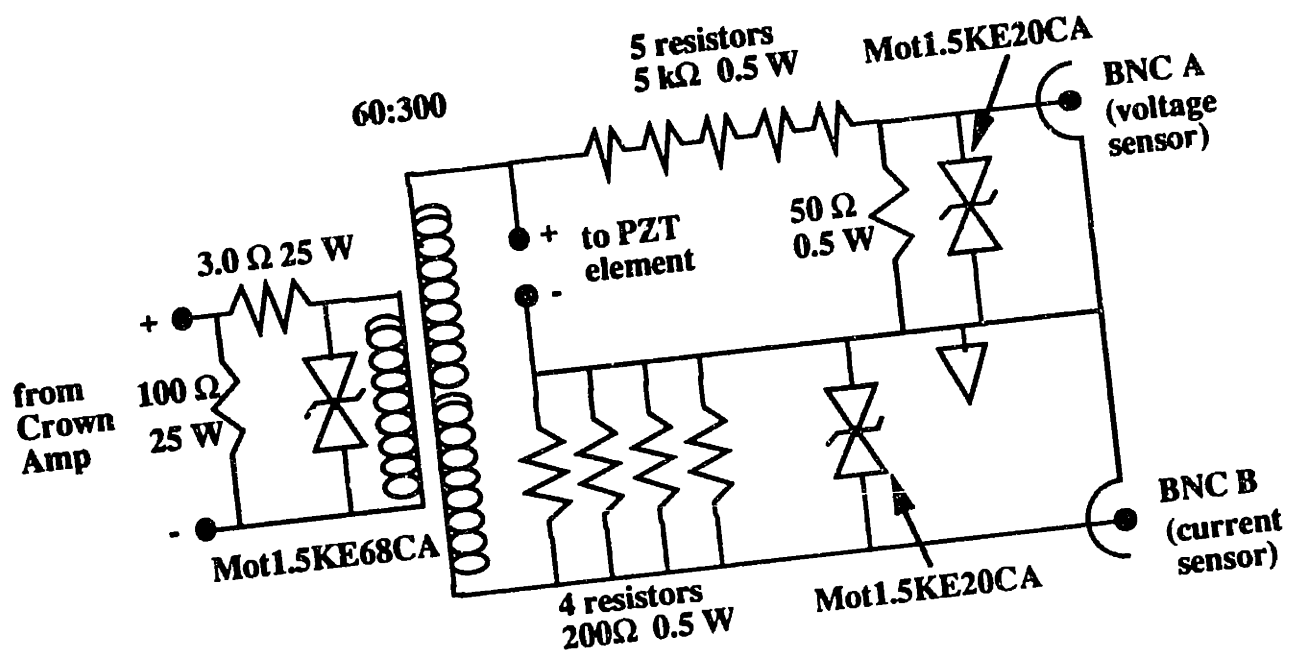 5 resistors
5 kΩ 0.5 W
Mot1.5KE20CA
BNC A
(voltage
sensor)
60:300
50 Ω
0.5 W
+
to PZT
element
-
3.0 Ω 25 W
+
from
Crown
Amp
100 Ω
25 W
-
Mot1.5KE68CA
BNC B
(current
sensor)
4 resistors
200Ω 0.5 W
Mot1.5KE20CA